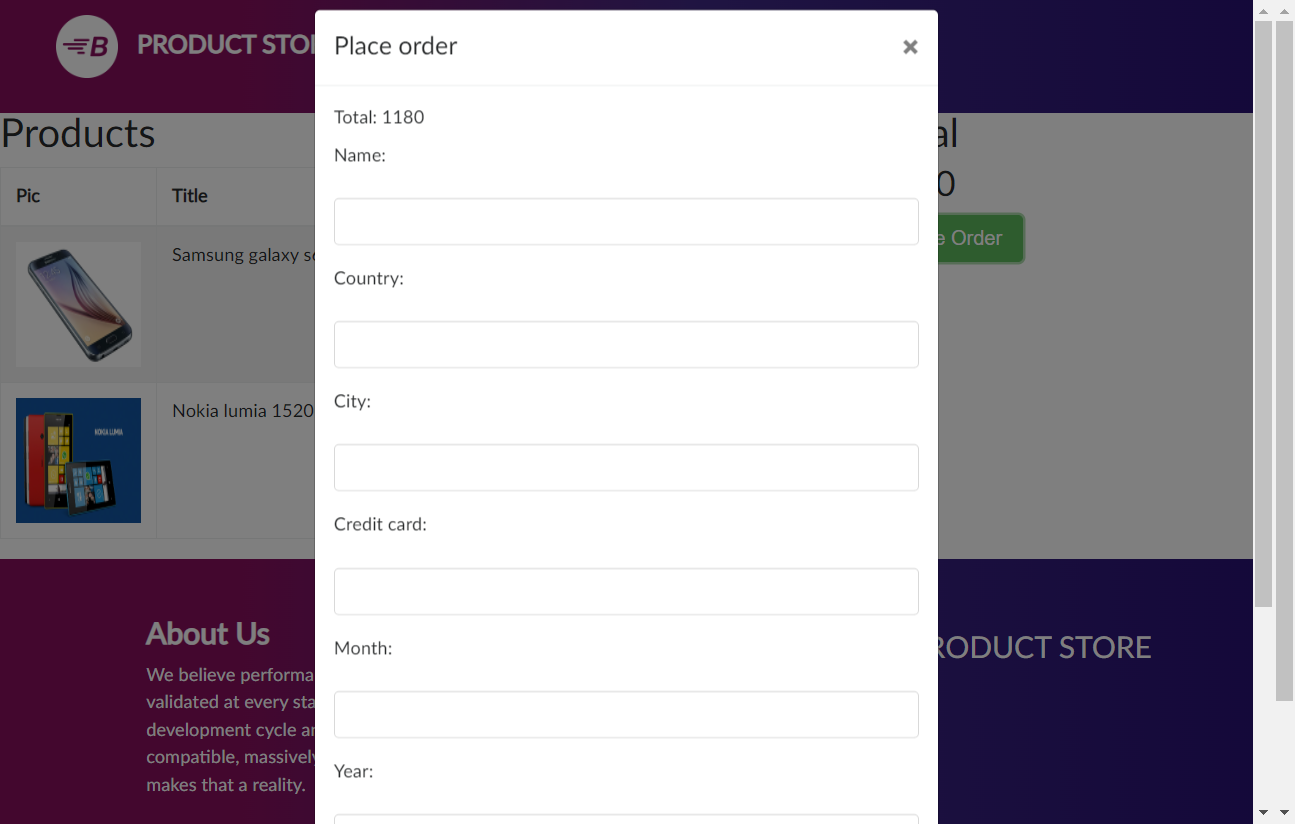 B PRODUCT STO
Place order
×
Total: 1180
Name:
Country:
City:
Credit card:
Month:
Year:
Products
Pic
Title
Samsung galaxy s
Nokia lumia 1520
NOKIA LUMIA
al
0
e Order
About Us
We believe performa
validated at every sta
development cycle a
compatible, massively
makes that a reality.
RODUCT STORE